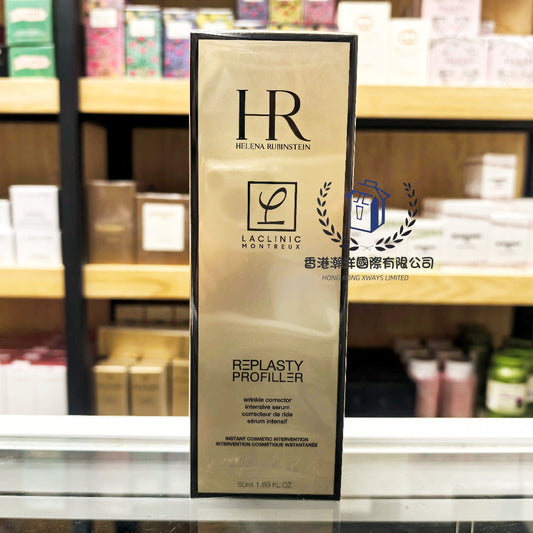 HR
HELENA RUBINSTEIN
LACLINIC
MONTREUX
香港瀚洋國際有限公司
HONG KONG XWAYS LIMITED
REPLASTY
PROFILLER
wrinkle corrector
intensive serum
correcteur de ride
sérum intensif
INSTANT COSMETIC INTERVENTION
INTERVENTION COSMÉTIQUE INSTANTANÉE
50ml 1.69 FL.OZ.